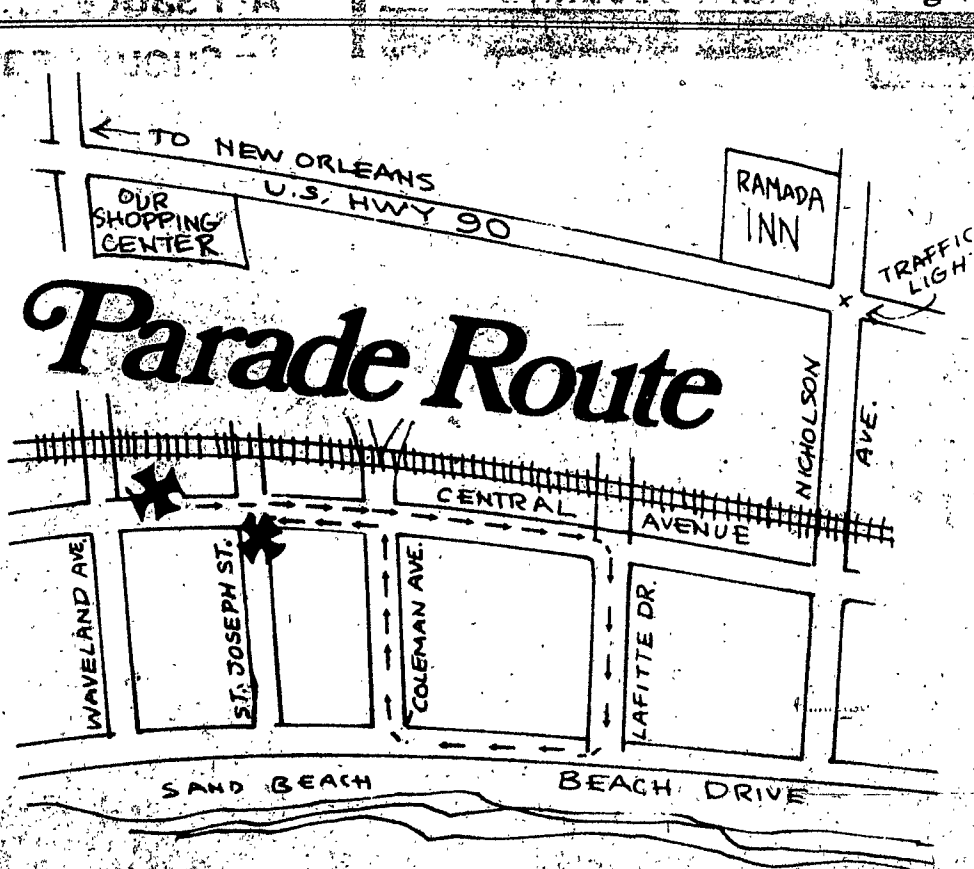 TO NEW ORLEANS
U.S. HWY 90
OUR
SHOPPING
CENTER
RAMADA
INN
TRAFFIC
Parade Route
NICHOLSON
AVE.
CENTRAL
AVENUE
WAVELAND AVE.
ST. JOSEPH ST.
COLEMAN AVE.
LAFITTE DR.
SAND BEACH
BEACH DRIVE